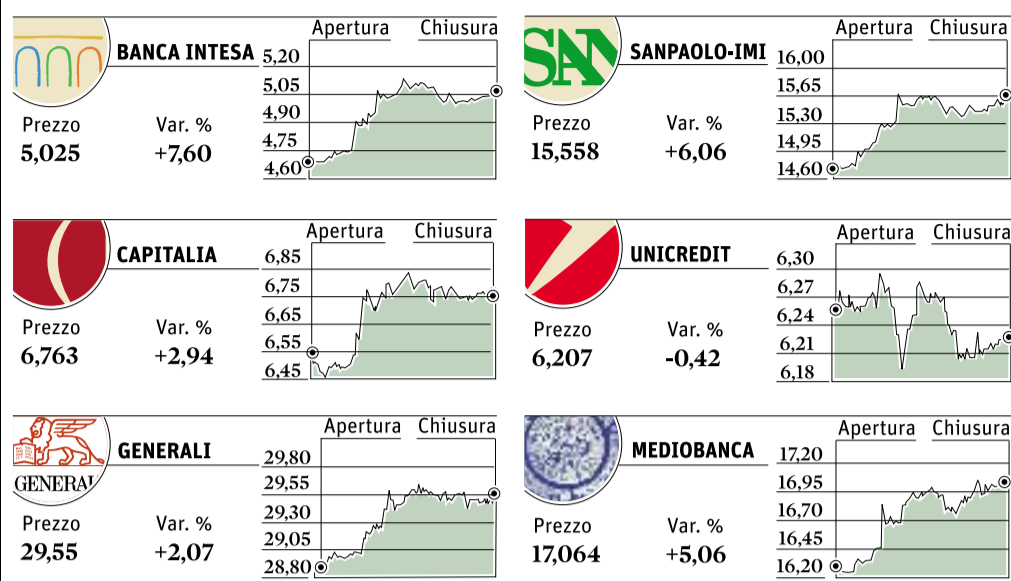 BANCA INTESA
Prezzo Var. %
5,025 +7,60
Apertura Chiusura
5,20
5,05
4,90
4,75
4,60
SAN
SANPAOLO-IMI
Prezzo Var. %
15,558 +6,06
Apertura Chiusura
16,00
15,65
15,30
14,95
14,60
CAPITALIA
Prezzo Var. %
6,763 +2,94
Apertura Chiusura
6,85
6,75
6,65
6,55
6,45
UNICREDIT
Prezzo Var. %
6,207 -0,42
Apertura Chiusura
6,30
6,27
6,24
6,21
6,18
GENERAL
GENERALI
Prezzo Var. %
29,55 +2,07
Apertura Chiusura
29,80
29,55
29,30
29,05
28,80
MEDIOBANCA
Prezzo Var. %
17,064 +5,06
Apertura Chiusura
17,20
16,95
16,70
16,45
16,20